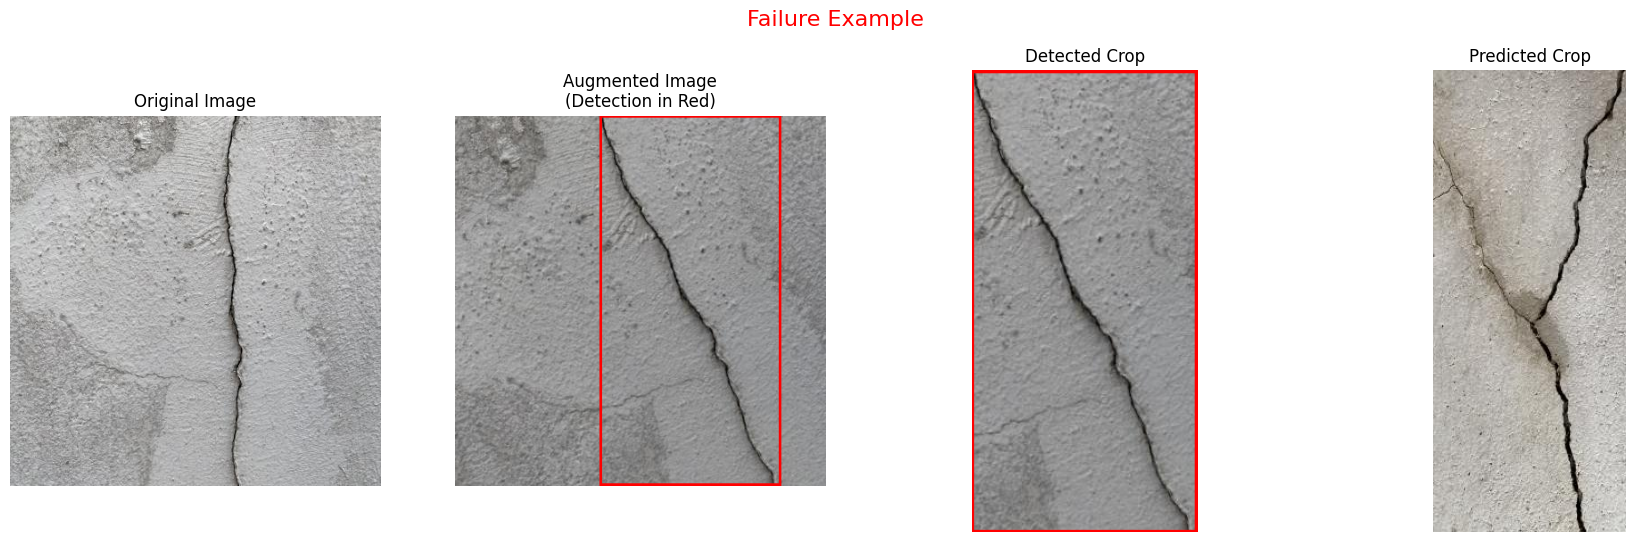 Failure Example
Original Image
Augmented Image
(Detection in Red)
Detected Crop
Predicted Crop